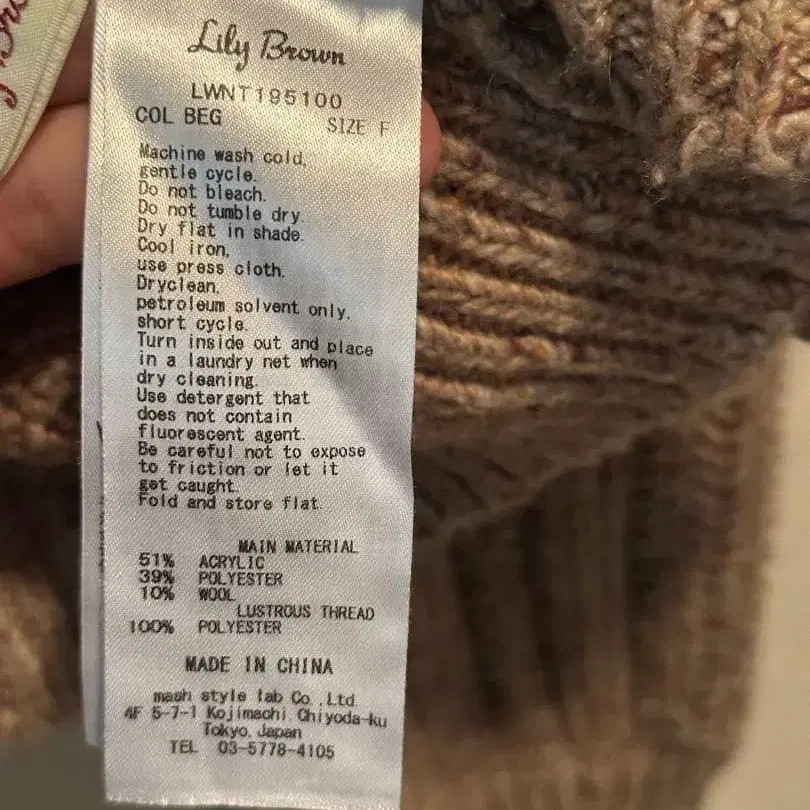 Lily Brown
LWNT195100
COL BEG SIZE F
Machine wash cold,
gentle cycle.
Do not bleach.
Do not tumble dry.
Dry flat in shade.
Cool iron,
use press cloth.
Dryclean.
petroleum solvent only.
short cycle.
Turn inside out and place
in a laundry net when
dry cleaning.
Use detergent that
does not contain
fluorescent agent.
Be careful not to expose
to friction or let it
get caught.
Fold and store flat.
MAIN MATERIAL
51% ACRYLIC
39% POLYESTER
10% WOOL
LUSTROUS THREAD
100% POLYESTER
MADE IN CHINA
mash style lab Co.,Ltd.
4F 5-7-1 Kojimachi Chiyoda-ku
Tokyo, Japan
TEL 03-5778-4105